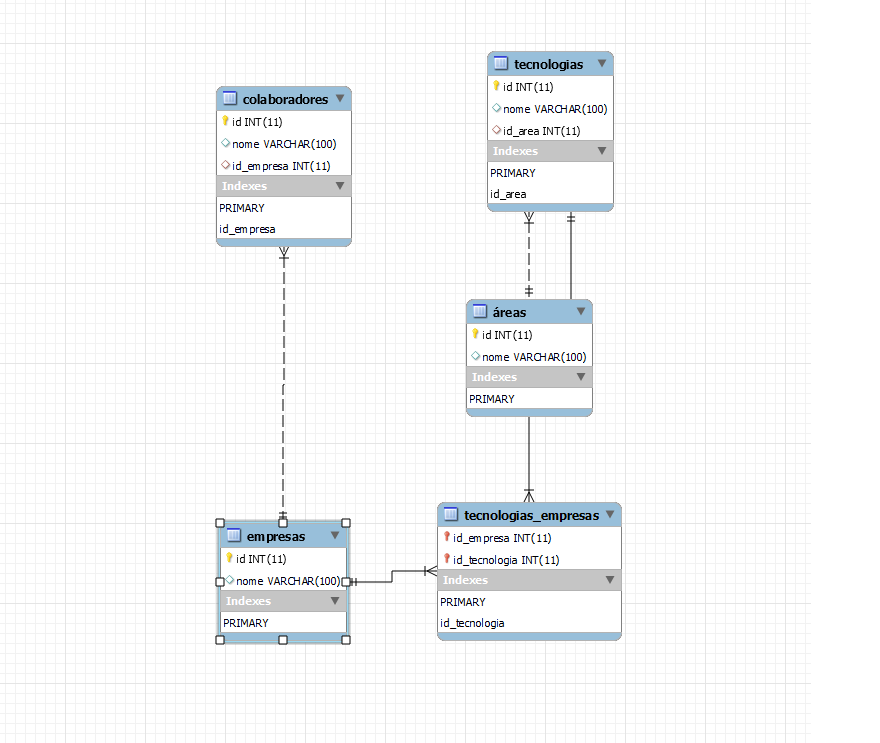 colaboradores
id INT(11)
nome VARCHAR(100)
id_empresa INT(11)
Indexes
PRIMARY
id_empresa
tecnologias
id INT(11)
nome VARCHAR(100)
id_area INT(11)
Indexes
PRIMARY
id_area
áreas
id INT(11)
nome VARCHAR(100)
Indexes
PRIMARY
empresas
id INT(11)
nome VARCHAR(100)
Indexes
PRIMARY
tecnologias_empresas
id_empresa INT(11)
id_tecnologia INT(11)
Indexes
PRIMARY
id_tecnologia